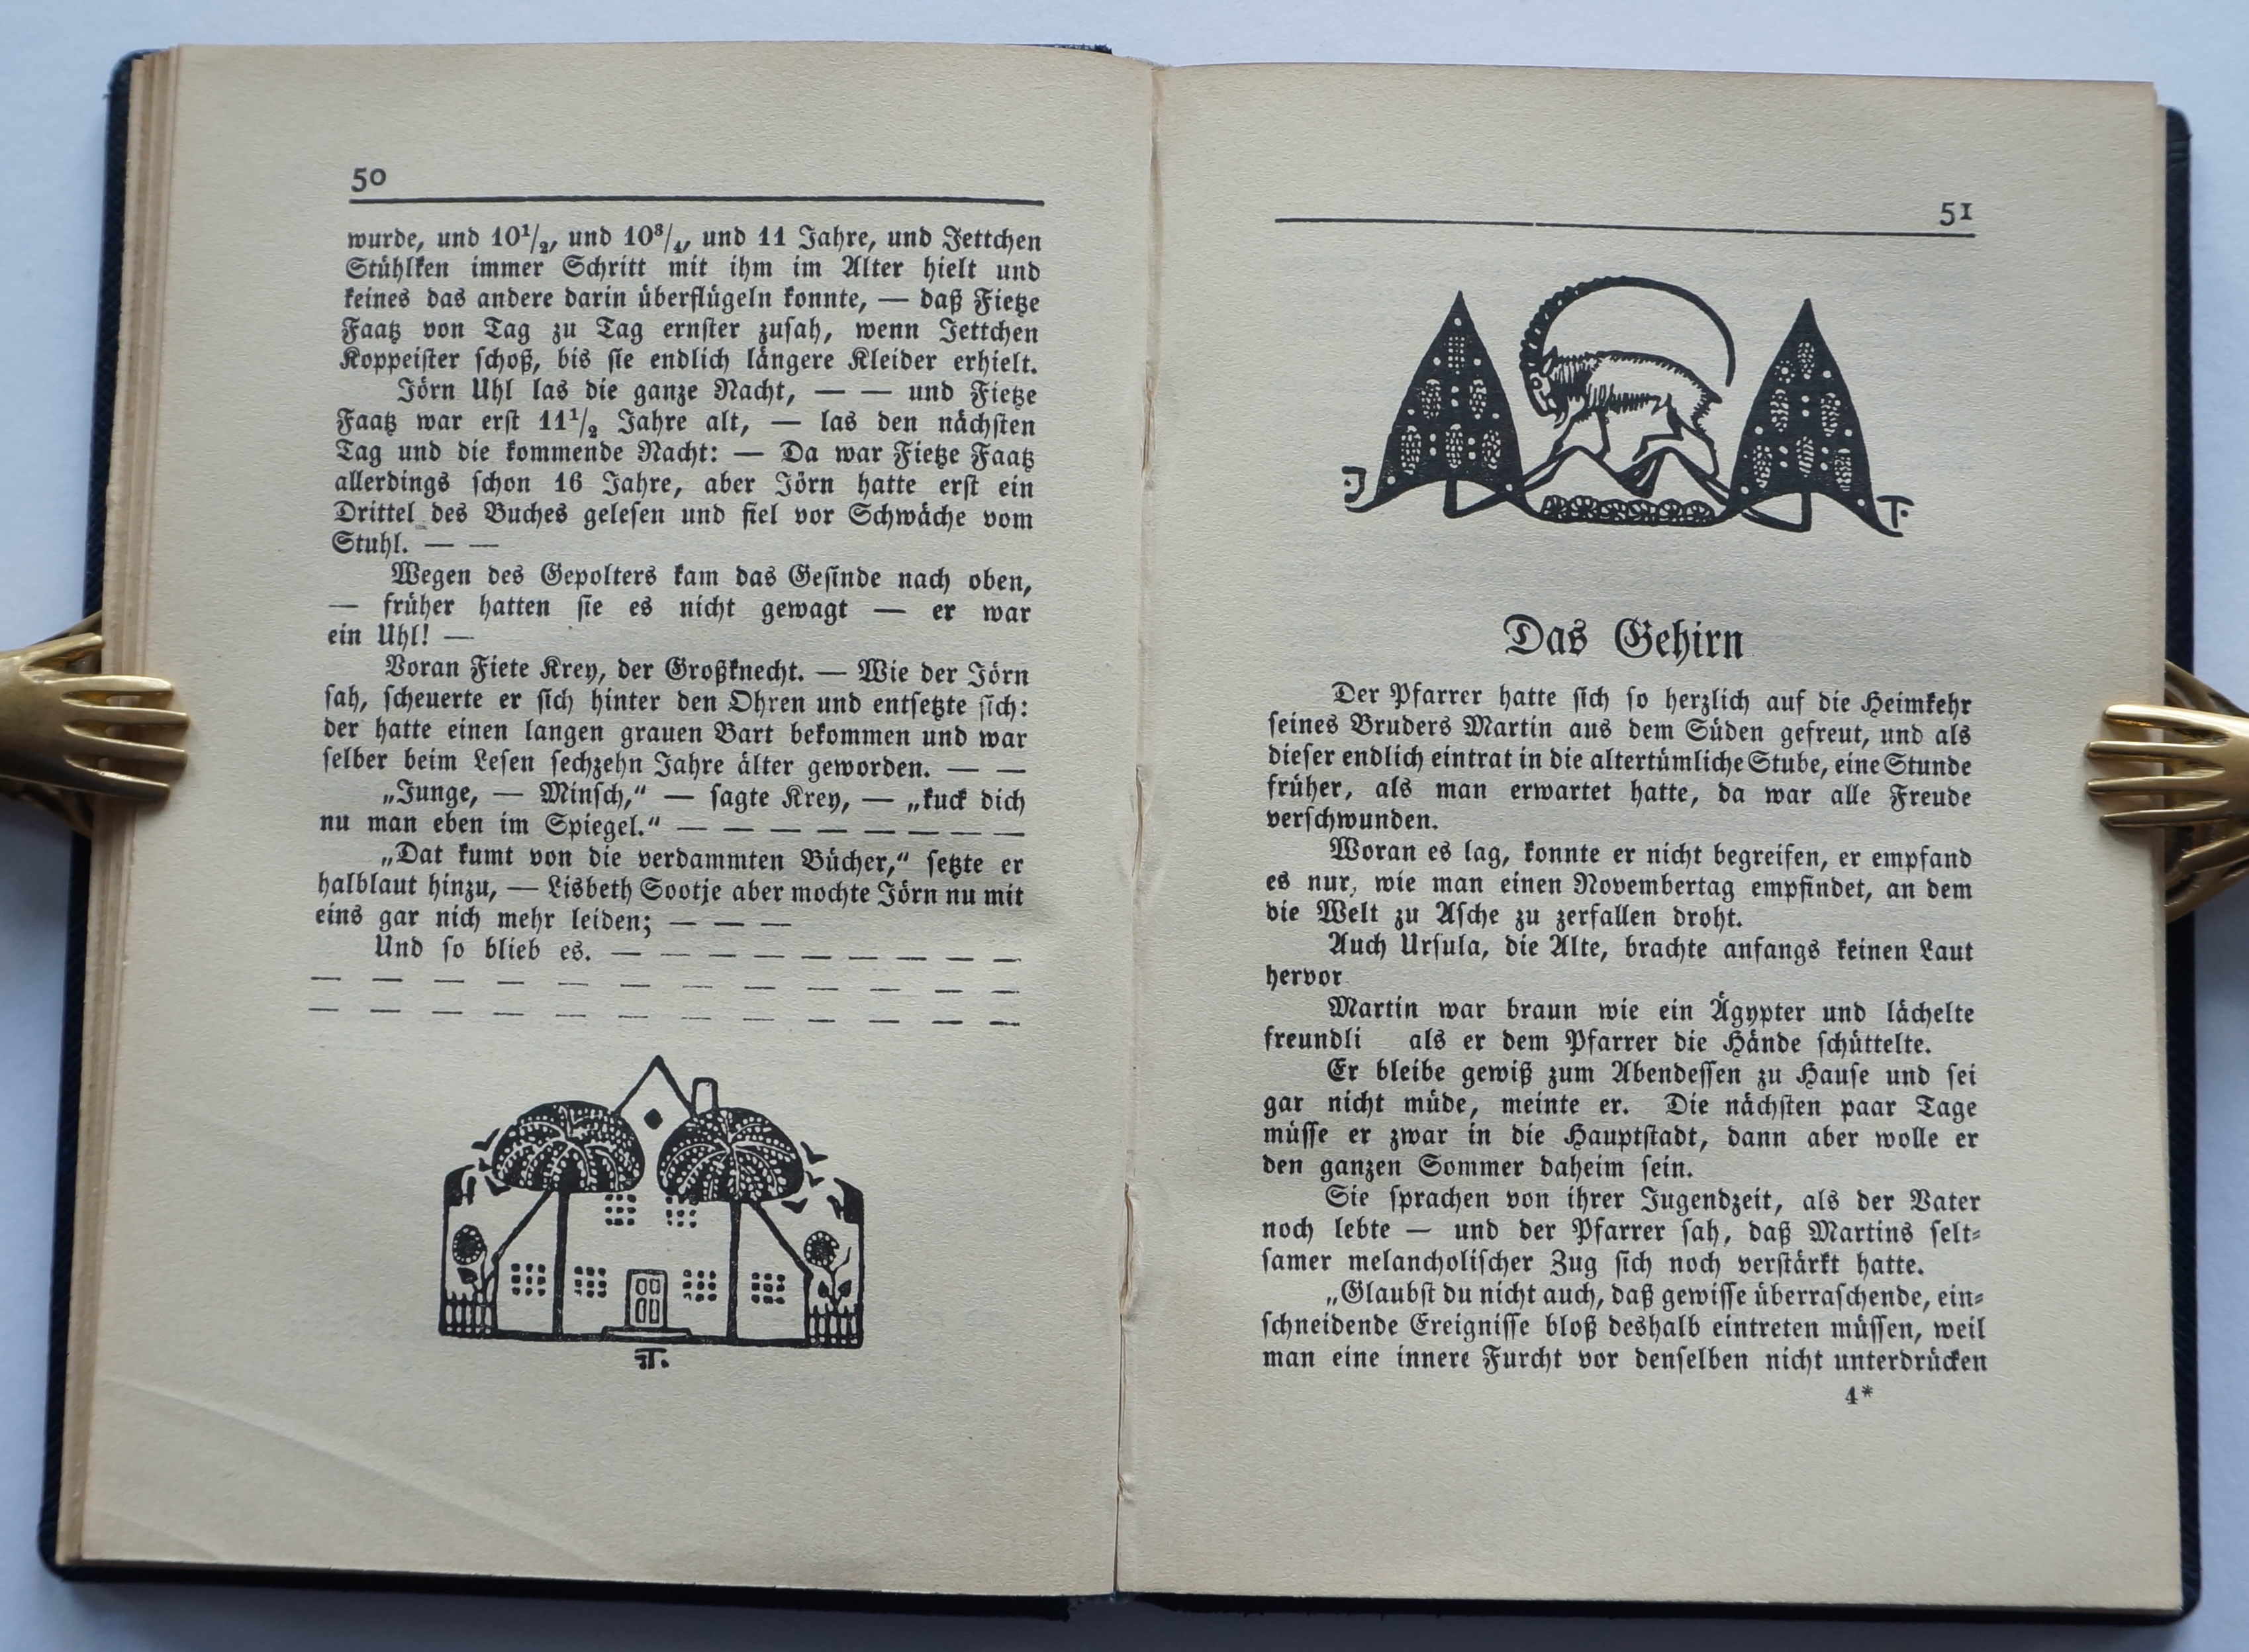 50
wurde, und 10¹/₂, und 10³/₄, und 11 Jahre, und Jettchen
Stühlken immer Schritt mit ihm im Alter hielt und
keines das andere darin überflügeln konnte, — daß Fietze
Faatz von Tag zu Tag ernster zusah, wenn Jettchen
Koppeister schoß, bis sie endlich längere Kleider erhielt.
Jörn Uhl las die ganze Nacht, — — und Fietze
Faatz war erst 11¹/₂ Jahre alt, — las den nächsten
Tag und die kommende Nacht: — Da war Fietze Faatz
allerdings schon 16 Jahre, aber Jörn hatte erst ein
Drittel des Buches gelesen und fiel vor Schwäche vom
Stuhl. — —
Wegen des Gepolters kam das Gesinde nach oben,
— früher hatten sie es nicht gewagt — er war
ein Uhl! —
Voran Fiete Krey, der Großknecht. — Wie der Jörn
sah, scheuerte er sich hinter den Ohren und entsetzte sich:
der hatte einen langen grauen Bart bekommen und war
selber beim Lesen sechzehn Jahre älter geworden. — —
„Junge, — Minsch,“ — sagte Krey, — „kuck dich
nu man eben im Spiegel.“ — — — — — — — —
„Dat kumt von die verdammten Bücher,“ setzte er
halblaut hinzu, — Lisbeth Sootje aber mochte Jörn nu mit
eins gar nich mehr leiden; — — —
Und so blieb es. — — — — — — — — —
— — — — — — — — — — — —
— — — — — — — — — — — —
T.
51
J T.
Das Gehirn
Der Pfarrer hatte sich so herzlich auf die Heimkehr
seines Bruders Martin aus dem Süden gefreut, und als
dieser endlich eintrat in die altertümliche Stube, eine Stunde
früher, als man erwartet hatte, da war alle Freude
verschwunden.
Woran es lag, konnte er nicht begreifen, er empfand
es nur, wie man einen Novembertag empfindet, an dem
die Welt zu Asche zu zerfallen droht.
Auch Ursula, die Alte, brachte anfangs keinen Laut
hervor
Martin war braun wie ein Ägypter und lächelte
freundli als er dem Pfarrer die Hände schüttelte.
Er bleibe gewiß zum Abendessen zu Hause und sei
gar nicht müde, meinte er. Die nächsten paar Tage
müsse er zwar in die Hauptstadt, dann aber wolle er
den ganzen Sommer daheim sein.
Sie sprachen von ihrer Jugendzeit, als der Vater
noch lebte — und der Pfarrer sah, daß Martins selt-
samer melancholischer Zug sich noch verstärkt hatte.
„Glaubst du nicht auch, daß gewisse überraschende, ein-
schneidende Ereignisse bloß deshalb eintreten müssen, weil
man eine innere Furcht vor denselben nicht unterdrücken
4*